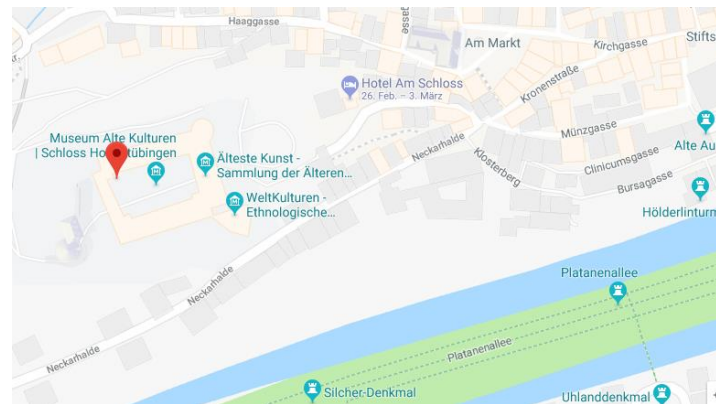 Haaggasse
gasse
Am Markt
Kirchgasse
Stifts
Hotel Am Schloss
26. Feb. – 3. März
Kronenstraße
Museum Alte Kulturen
| Schloss Ho tübingen
Münzgasse
Alte Au
Älteste Kunst -
Sammlung der Älteren...
Neckarhalde
Klosterberg
Clinicumsgasse
Bursagasse
WeltKulturen -
Ethnologische...
Hölderlinturm
Platanenallee
Neckarhalde
Platanenallee
Silcher-Denkmal
Uhlanddenkmal